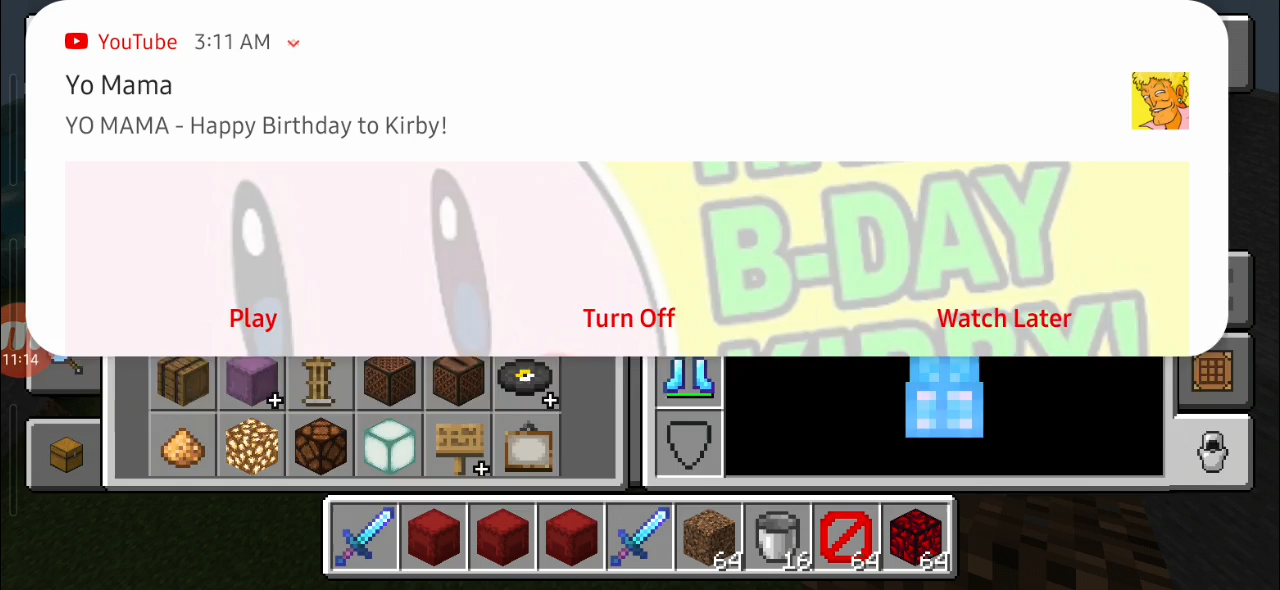 YouTube 3:11 AM
Yo Mama
YO MAMA - Happy Birthday to Kirby!
B-DAY
KIRBY!
Play Turn Off Watch Later
11:14
64 16 64 64